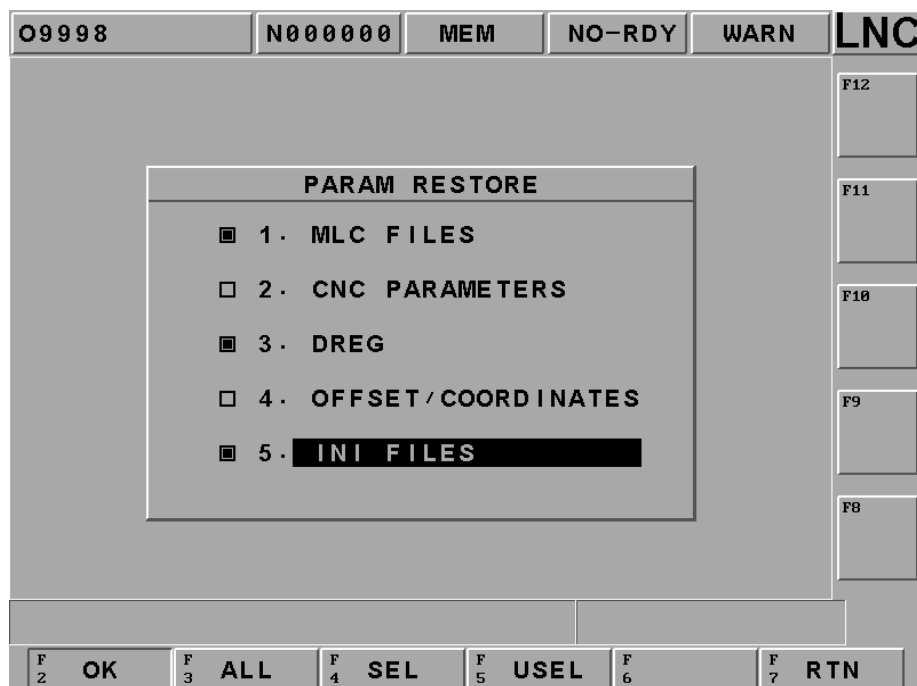 O9998 N000000 MEM NO-RDY WARN LNC
F12
PARAM RESTORE
F11
1. MLC FILES
2. CNC PARAMETERS
F10
3. DREG
4. OFFSET/COORDINATES
F9
5. INI FILES
F8
F2 OK F3 ALL F4 SEL F5 USEL F6 F7 RTN